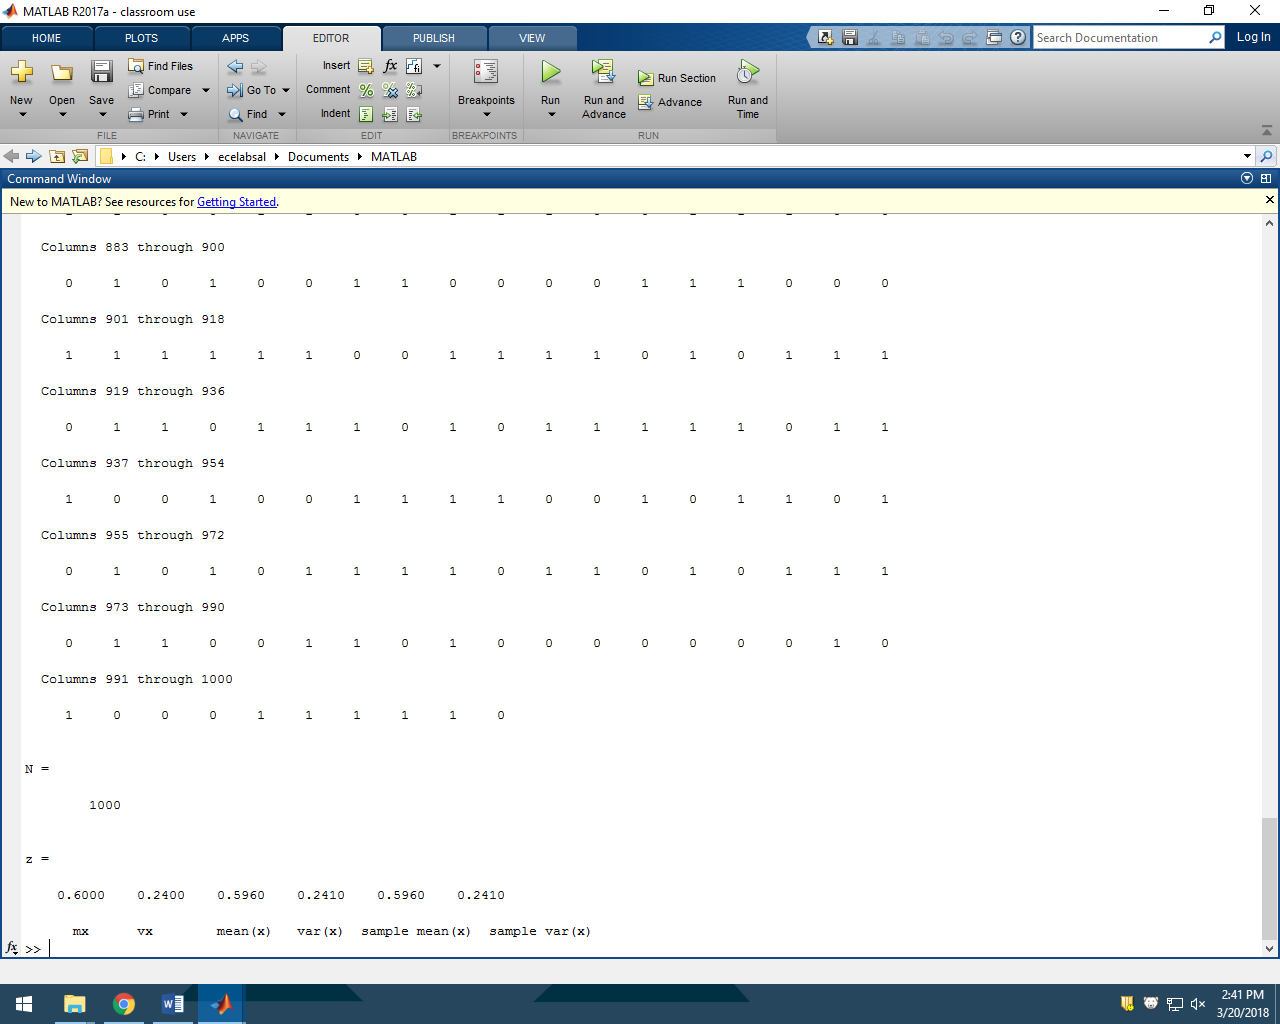 MATLAB R2017a - classroom use
HOME PLOTS APPS EDITOR PUBLISH VIEW
Search Documentation
Log In
New Open Save Find Files Compare Print
FILE
Go To Find
NAVIGATE
Insert fx
Comment
Indent
EDIT
Breakpoints
BREAKPOINTS
Run Run and Advance Run Section Advance Run and Time
RUN
C: Users ecelabsal Documents MATLAB
Command Window
New to MATLAB? See resources for Getting Started.
Columns 883 through 900
0 1 0 1 0 0 1 1 0 0 0 0 1 1 1 0 0 0
Columns 901 through 918
1 1 1 1 1 1 0 0 1 1 1 1 0 1 0 1 1 1
Columns 919 through 936
0 1 1 0 1 1 1 0 1 0 1 1 1 1 1 0 1 1
Columns 937 through 954
1 0 0 1 0 0 1 1 1 1 0 0 1 0 1 1 0 1
Columns 955 through 972
0 1 0 1 0 1 1 1 1 0 1 1 0 1 0 1 1 1
Columns 973 through 990
0 1 1 0 0 1 1 0 1 0 0 0 0 0 0 0 1 0
Columns 991 through 1000
1 0 0 0 1 1 1 1 1 0
N =
1000
z =
0.6000 0.2400 0.5960 0.2410 0.5960 0.2410
mx vx mean(x) var(x) sample mean(x) sample var(x)
fx >>
2:41 PM
3/20/2018